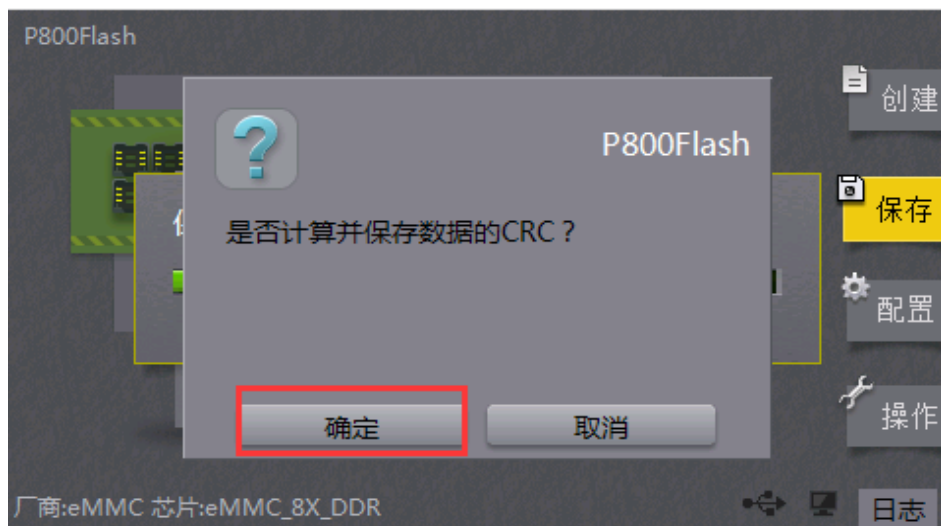 P800Flash
创建
P800Flash
保存
是否计算并保存数据的CRC？
配置
确定
取消
操作
厂商:eMMC 芯片:eMMC_8X_DDR
日志